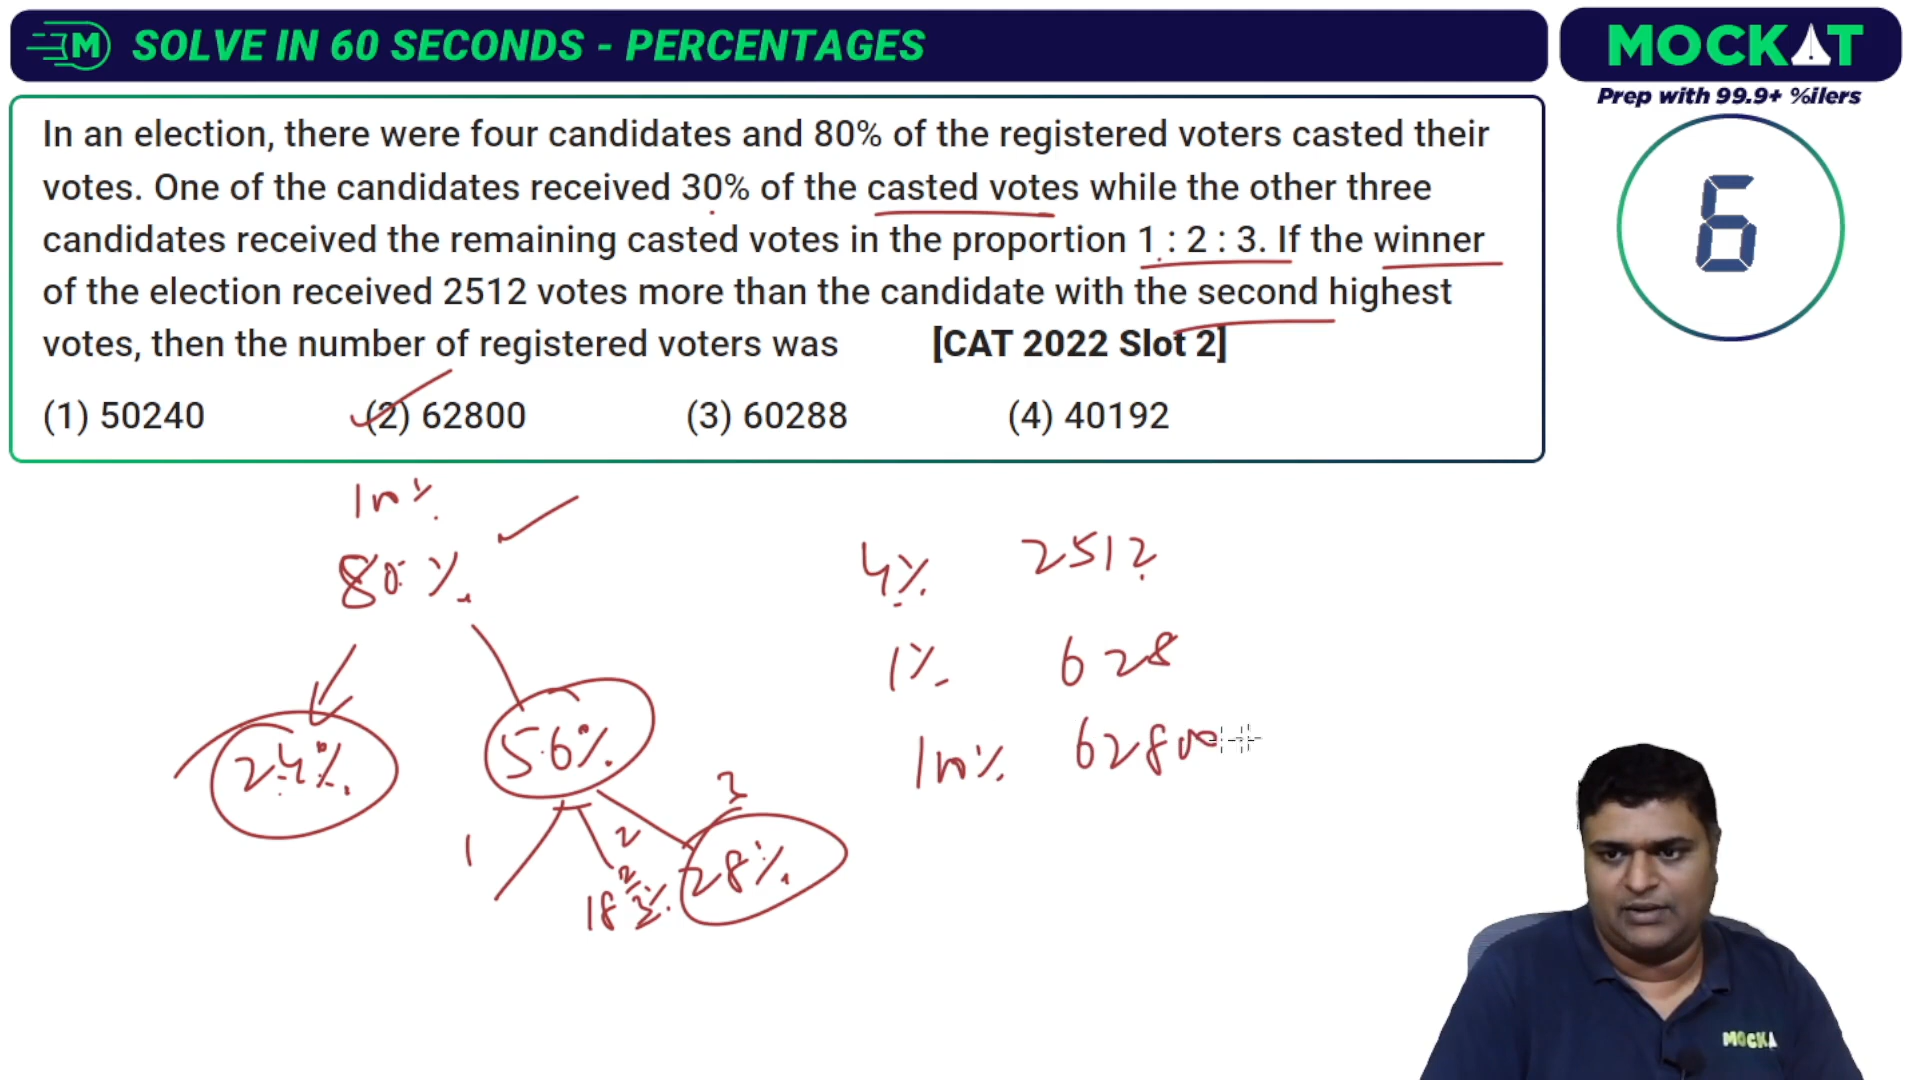 SOLVE IN 60 SECONDS - PERCENTAGES
MOCKAT
Prep with 99.9+ %ilers
In an election, there were four candidates and 80% of the registered voters casted their
votes. One of the candidates received 30% of the casted votes while the other three
candidates received the remaining casted votes in the proportion 1 : 2 : 3. If the winner
of the election received 2512 votes more than the candidate with the second highest
votes, then the number of registered voters was [CAT 2022 Slot 2]
(1) 50240 (2) 62800 (3) 60288 (4) 40192
6
100%
80%
24% 56%
1 2 3
18 2/3% 28%
4% 2512
1% 628
100% 62800
MOCKA